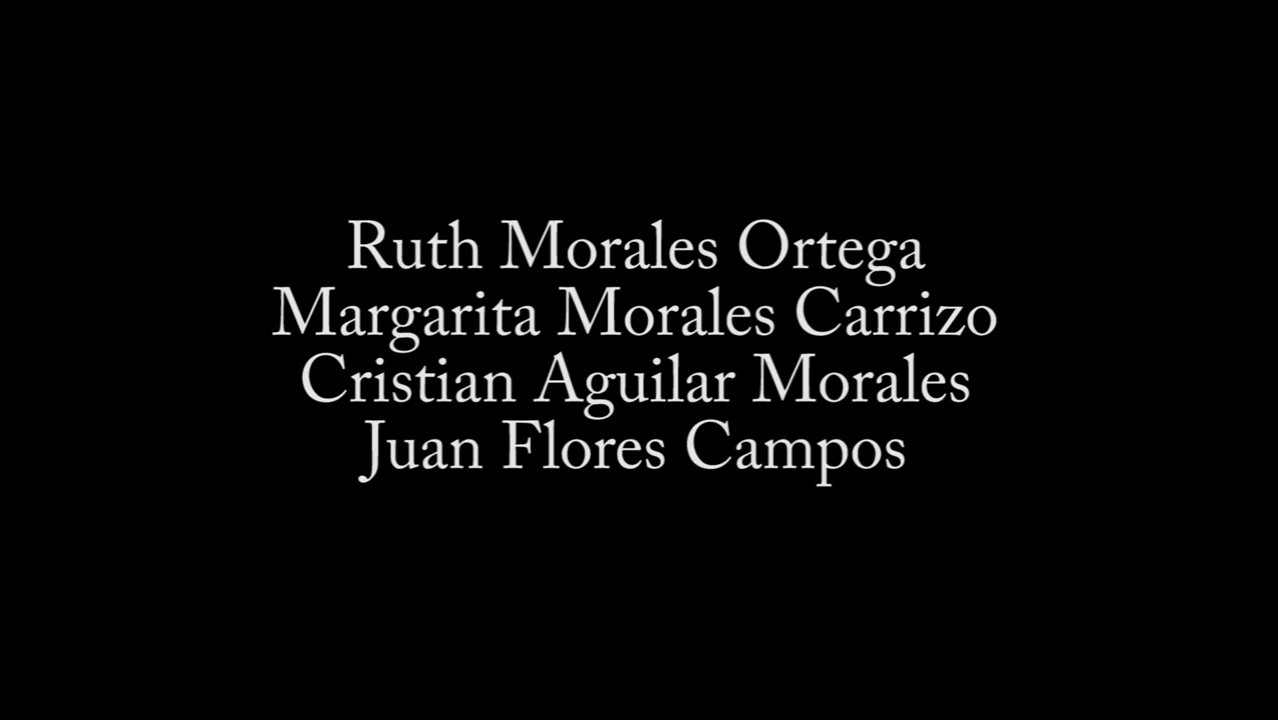 Ruth Morales Ortega
Margarita Morales Carrizo
Cristian Aguilar Morales
Juan Flores Campos